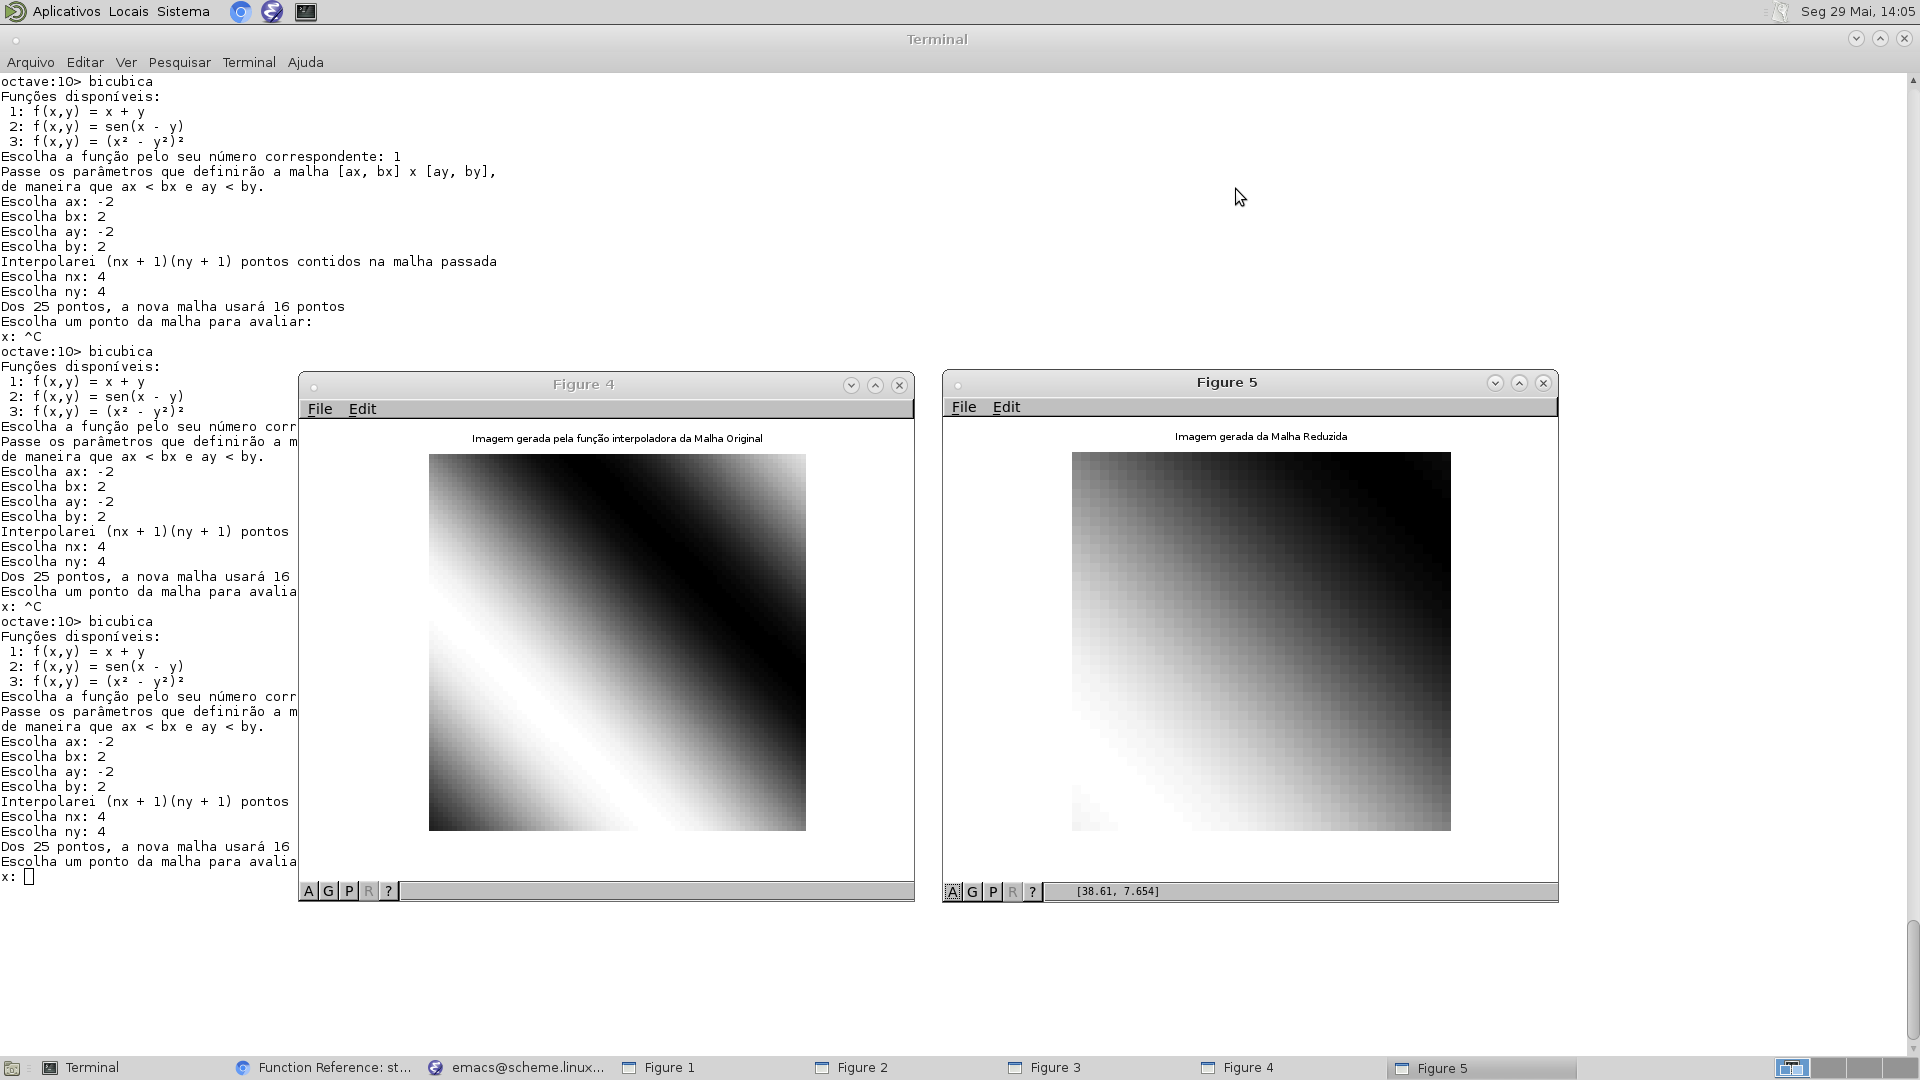 Aplicativos Locais Sistema
Seg 29 Mai, 14:05
Terminal
Arquivo Editar Ver Pesquisar Terminal Ajuda
octave:10> bicubica
Funções disponíveis:
1: f(x,y) = x + y
2: f(x,y) = sen(x - y)
3: f(x,y) = (x² - y²)²
Escolha a função pelo seu número correspondente: 1
Passe os parâmetros que definirão a malha [ax, bx] x [ay, by],
de maneira que ax < bx e ay < by.
Escolha ax: -2
Escolha bx: 2
Escolha ay: -2
Escolha by: 2
Interpolarei (nx + 1)(ny + 1) pontos contidos na malha passada
Escolha nx: 4
Escolha ny: 4
Dos 25 pontos, a nova malha usará 16 pontos
Escolha um ponto da malha para avaliar:
x: ^C
octave:10> bicubica
Funções disponíveis:
1: f(x,y) = x + y
2: f(x,y) = sen(x - y)
3: f(x,y) = (x² - y²)²
Escolha a função pelo seu número corr
Passe os parâmetros que definirão a m
de maneira que ax < bx e ay < by.
Escolha ax: -2
Escolha bx: 2
Escolha ay: -2
Escolha by: 2
Interpolarei (nx + 1)(ny + 1) pontos
Escolha nx: 4
Escolha ny: 4
Dos 25 pontos, a nova malha usará 16
Escolha um ponto da malha para avalia
x: ^C
octave:10> bicubica
Funções disponíveis:
1: f(x,y) = x + y
2: f(x,y) = sen(x - y)
3: f(x,y) = (x² - y²)²
Escolha a função pelo seu número corr
Passe os parâmetros que definirão a m
de maneira que ax < bx e ay < by.
Escolha ax: -2
Escolha bx: 2
Escolha ay: -2
Escolha by: 2
Interpolarei (nx + 1)(ny + 1) pontos
Escolha nx: 4
Escolha ny: 4
Dos 25 pontos, a nova malha usará 16
Escolha um ponto da malha para avalia
x:
Figure 4
File Edit
Imagem gerada pela função interpoladora da Malha Original
A G P R ?
Figure 5
File Edit
Imagem gerada da Malha Reduzida
A G P R ? [38.61, 7.654]
Terminal
Function Reference: st...
emacs@scheme.linux...
Figure 1
Figure 2
Figure 3
Figure 4
Figure 5